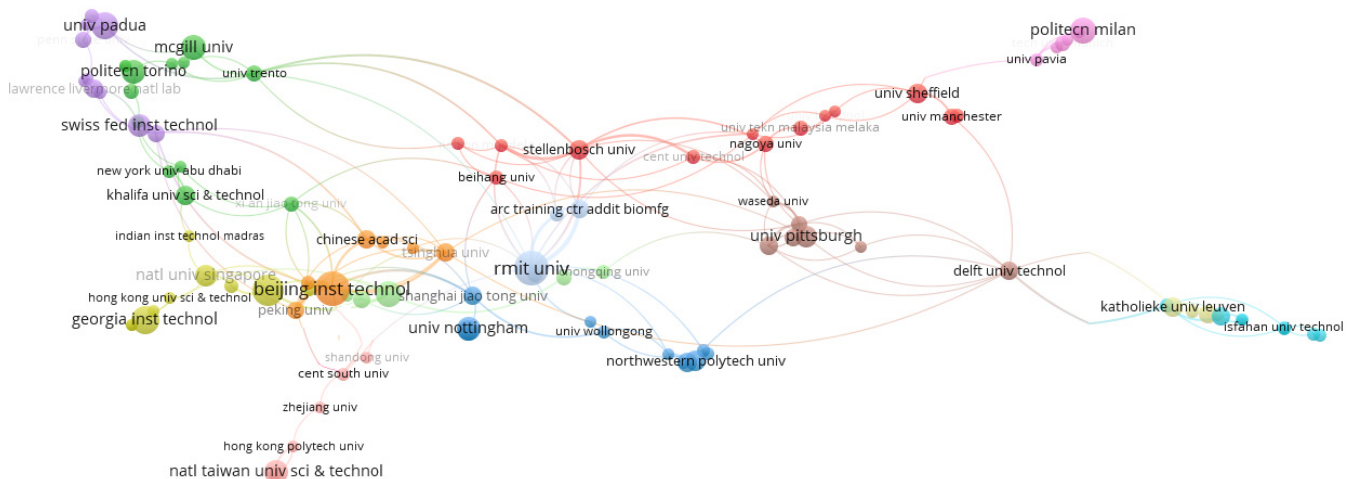 univ padua
politecn milan
mcgill univ
univ pavia
politecn torino
univ trento
lawrence livermore natl lab
univ sheffield
univ manchester
swiss fed inst technol
univ tekn malaysia melaka
nagoya univ
stellenbosch univ
cent univ technol
new york univ abu dhabi
beihang univ
khalifa univ sci & technol
xi an jiao tong univ
waseda univ
arc training ctr addit biomfg
indian inst technol madras
chinese acad sci
univ pittsburgh
tsinghua univ
rmit univ
natl univ singapore
chongqing univ
delft univ technol
beijing inst technol
hong kong univ sci & technol
shanghai jiao tong univ
peking univ
katholieke univ leuven
georgia inst technol
univ nottingham
univ wollongong
isfahan univ technol
shandong univ
northwestern polytech univ
cent south univ
zhejiang univ
hong kong polytech univ
natl taiwan univ sci & technol